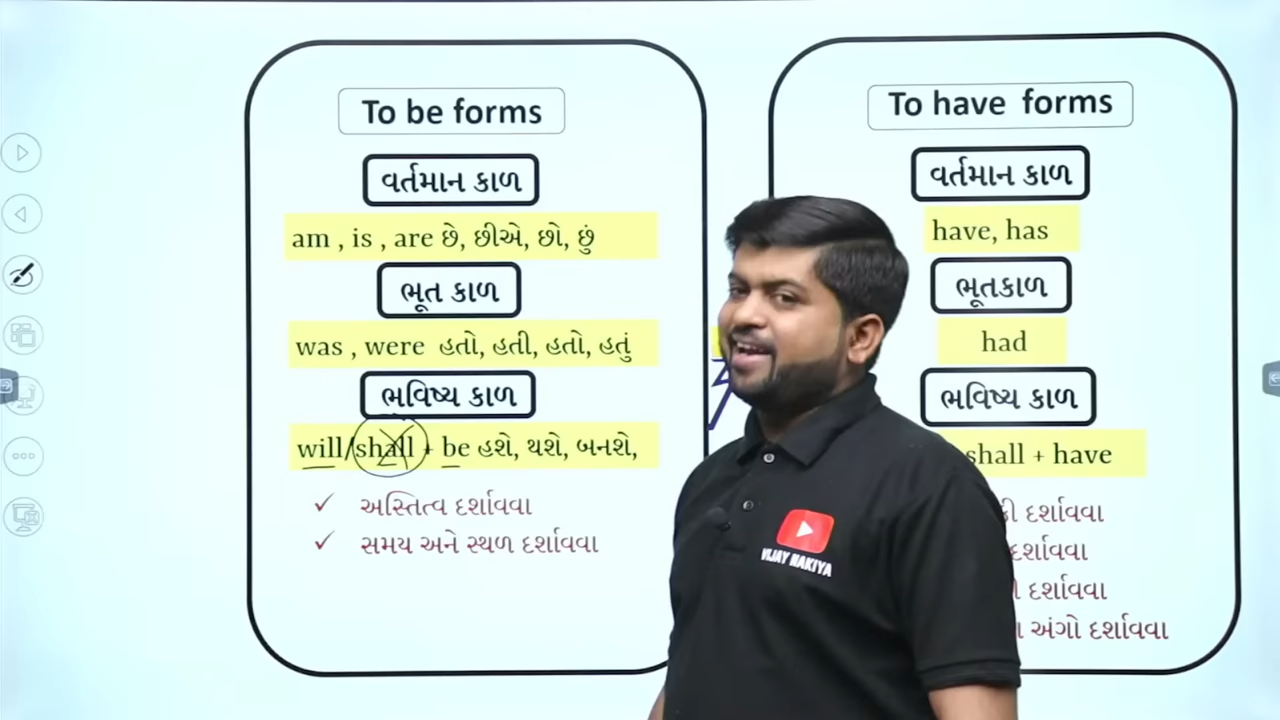 To be forms
વર્તમાન કાળ
am , is , are છે, છીએ, છો, છું
ભૂત કાળ
was , were હતો, હતી, હતો, હતું
ભવિષ્ય કાળ
will/shall + be હશે, થશે, બનશે,
✓ અસ્તિત્વ દર્શાવવા
✓ સમય અને સ્થળ દર્શાવવા
To have forms
વર્તમાન કાળ
have, has
ભૂતકાળ
had
ભવિષ્ય કાળ
shall + have
દર્શાવવા
દર્શાવવા
દર્શાવવા
અંગો દર્શાવવા
VIJAY NAKIYA